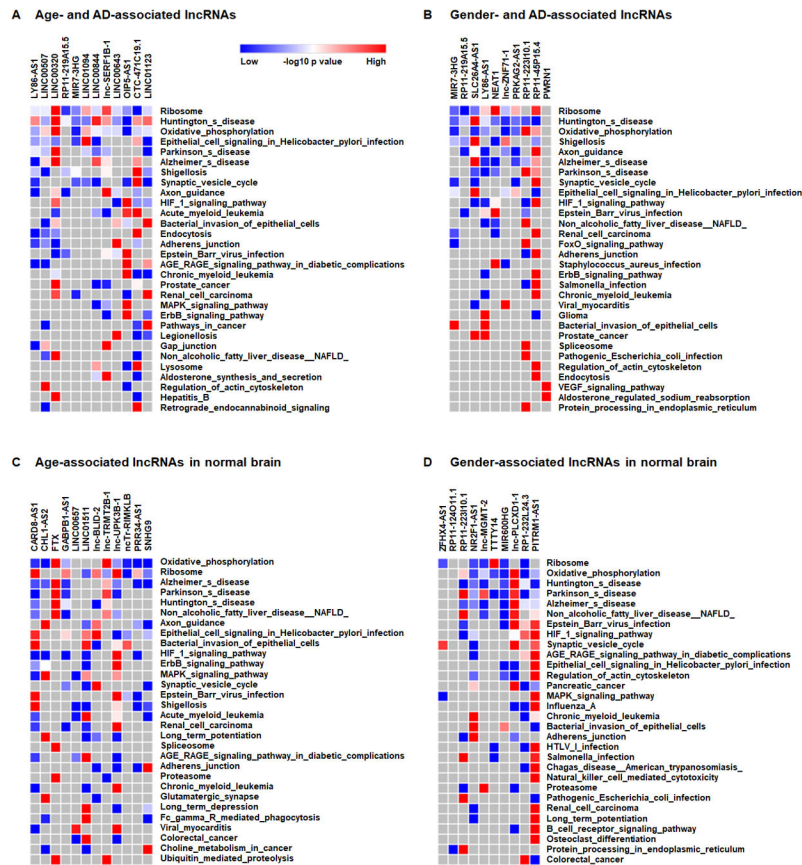 A Age- and AD-associated lncRNAs
LY86-AS1
LINC00507
LINC00320
RP11-219A15.5
MIR7-3HG
LINC01094
LINC00844
lnc-SERF1B-1
LINC00643
OIP5-AS1
CTC-471C19.1
LINC01123
Low -log10 p value High
Ribosome
Huntington_s_disease
Oxidative_phosphorylation
Epithelial_cell_signaling_in_Helicobacter_pylori_infection
Parkinson_s_disease
Alzheimer_s_disease
Shigellosis
Synaptic_vesicle_cycle
Axon_guidance
HIF_1_signaling_pathway
Acute_myeloid_leukemia
Bacterial_invasion_of_epithelial_cells
Endocytosis
Adherens_junction
Epstein_Barr_virus_infection
AGE_RAGE_signaling_pathway_in_diabetic_complications
Chronic_myeloid_leukemia
Prostate_cancer
Renal_cell_carcinoma
MAPK_signaling_pathway
ErbB_signaling_pathway
Pathways_in_cancer
Legionellosis
Gap_junction
Non_alcoholic_fatty_liver_disease__NAFLD_
Lysosome
Aldosterone_synthesis_and_secretion
Regulation_of_actin_cytoskeleton
Hepatitis_B
Retrograde_endocannabinoid_signaling
B Gender- and AD-associated lncRNAs
MIR7-3HG
RP11-219A15.5
SLC26A4-AS1
LY86-AS1
NEAT1
lnc-ZNF71-1
PRKAG2-AS1
RP11-223I10.1
RP11-45P15.4
PWRN1
Ribosome
Huntington_s_disease
Oxidative_phosphorylation
Shigellosis
Axon_guidance
Alzheimer_s_disease
Parkinson_s_disease
Synaptic_vesicle_cycle
Epithelial_cell_signaling_in_Helicobacter_pylori_infection
HIF_1_signaling_pathway
Epstein_Barr_virus_infection
Non_alcoholic_fatty_liver_disease__NAFLD_
Renal_cell_carcinoma
FoxO_signaling_pathway
Adherens_junction
Staphylococcus_aureus_infection
ErbB_signaling_pathway
Salmonella_infection
Chronic_myeloid_leukemia
Viral_myocarditis
Glioma
Bacterial_invasion_of_epithelial_cells
Prostate_cancer
Spliceosome
Pathogenic_Escherichia_coli_infection
Regulation_of_actin_cytoskeleton
Endocytosis
VEGF_signaling_pathway
Aldosterone_regulated_sodium_reabsorption
Protein_processing_in_endoplasmic_reticulum
C Age-associated lncRNAs in normal brain
CARD8-AS1
CHL1-AS2
FTX
GABPB1-AS1
LINC00657
LINC01511
lnc-BLID-2
lnc-TRMT2B-1
lnc-UPK3B-1
ncTr-RIMKLB
PRR34-AS1
SNHG9
Oxidative_phosphorylation
Ribosome
Alzheimer_s_disease
Parkinson_s_disease
Huntington_s_disease
Non_alcoholic_fatty_liver_disease__NAFLD_
Axon_guidance
Epithelial_cell_signaling_in_Helicobacter_pylori_infection
Bacterial_invasion_of_epithelial_cells
HIF_1_signaling_pathway
ErbB_signaling_pathway
MAPK_signaling_pathway
Synaptic_vesicle_cycle
Epstein_Barr_virus_infection
Shigellosis
Acute_myeloid_leukemia
Renal_cell_carcinoma
Long_term_potentiation
Spliceosome
AGE_RAGE_signaling_pathway_in_diabetic_complications
Adherens_junction
Proteasome
Chronic_myeloid_leukemia
Glutamatergic_synapse
Long_term_depression
Fc_gamma_R_mediated_phagocytosis
Viral_myocarditis
Colorectal_cancer
Choline_metabolism_in_cancer
Ubiquitin_mediated_proteolysis
D Gender-associated lncRNAs in normal brain
ZFHX4-AS1
RP11-124O11.1
RP11-223I10.1
NR2F1-AS1
lnc-MGMT-2
TTTY14
MIR600HG
lnc-PLCXD1-1
RP1-232L24.3
PITRM1-AS1
Ribosome
Oxidative_phosphorylation
Huntington_s_disease
Parkinson_s_disease
Alzheimer_s_disease
Non_alcoholic_fatty_liver_disease__NAFLD_
Epstein_Barr_virus_infection
HIF_1_signaling_pathway
Synaptic_vesicle_cycle
AGE_RAGE_signaling_pathway_in_diabetic_complications
Epithelial_cell_signaling_in_Helicobacter_pylori_infection
Regulation_of_actin_cytoskeleton
Pancreatic_cancer
MAPK_signaling_pathway
Influenza_A
Chronic_myeloid_leukemia
Bacterial_invasion_of_epithelial_cells
Adherens_junction
HTLV_I_infection
Salmonella_infection
Chagas_disease__American_trypanosomiasis_
Natural_killer_cell_mediated_cytotoxicity
Proteasome
Pathogenic_Escherichia_coli_infection
Renal_cell_carcinoma
Long_term_potentiation
B_cell_receptor_signaling_pathway
Osteoclast_differentiation
Protein_processing_in_endoplasmic_reticulum
Colorectal_cancer